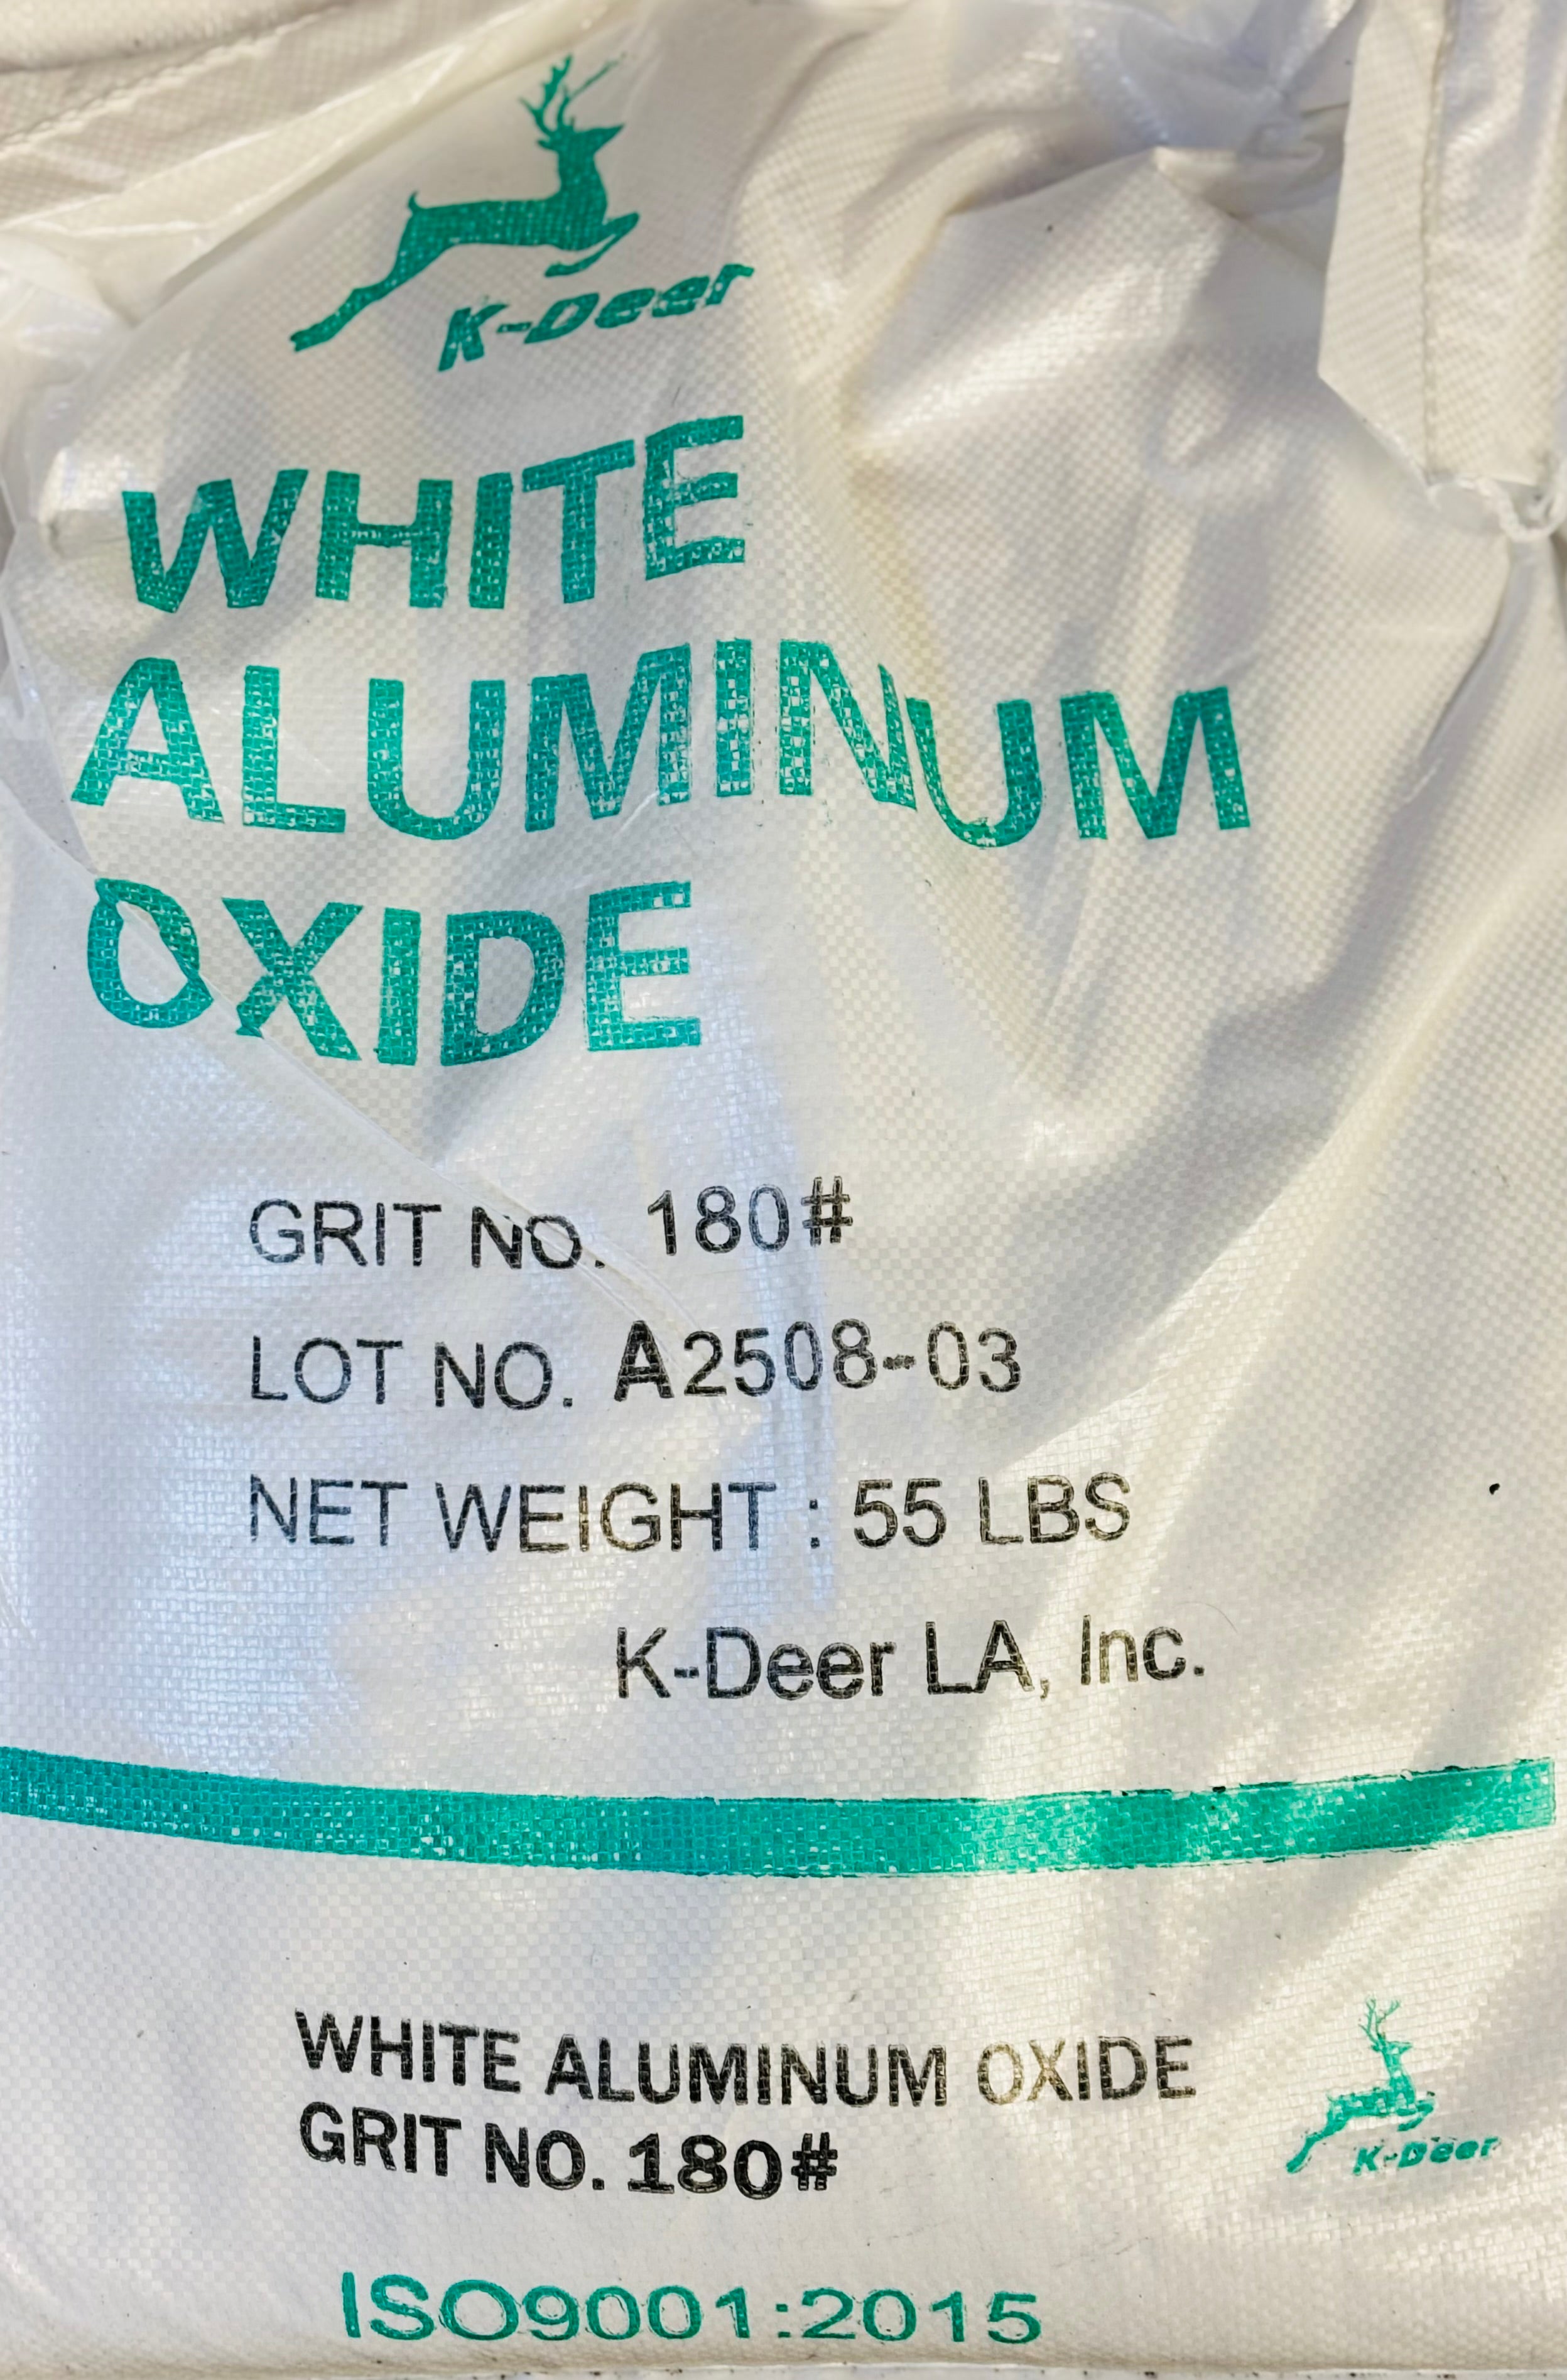 K-Deer
WHITE
ALUMINUM
OXIDE
GRIT NO. 180#
LOT NO. A2508-03
NET WEIGHT : 55 LBS
K-Deer LA, Inc.
WHITE ALUMINUM OXIDE
GRIT NO. 180#
K-Deer
ISO9001:2015